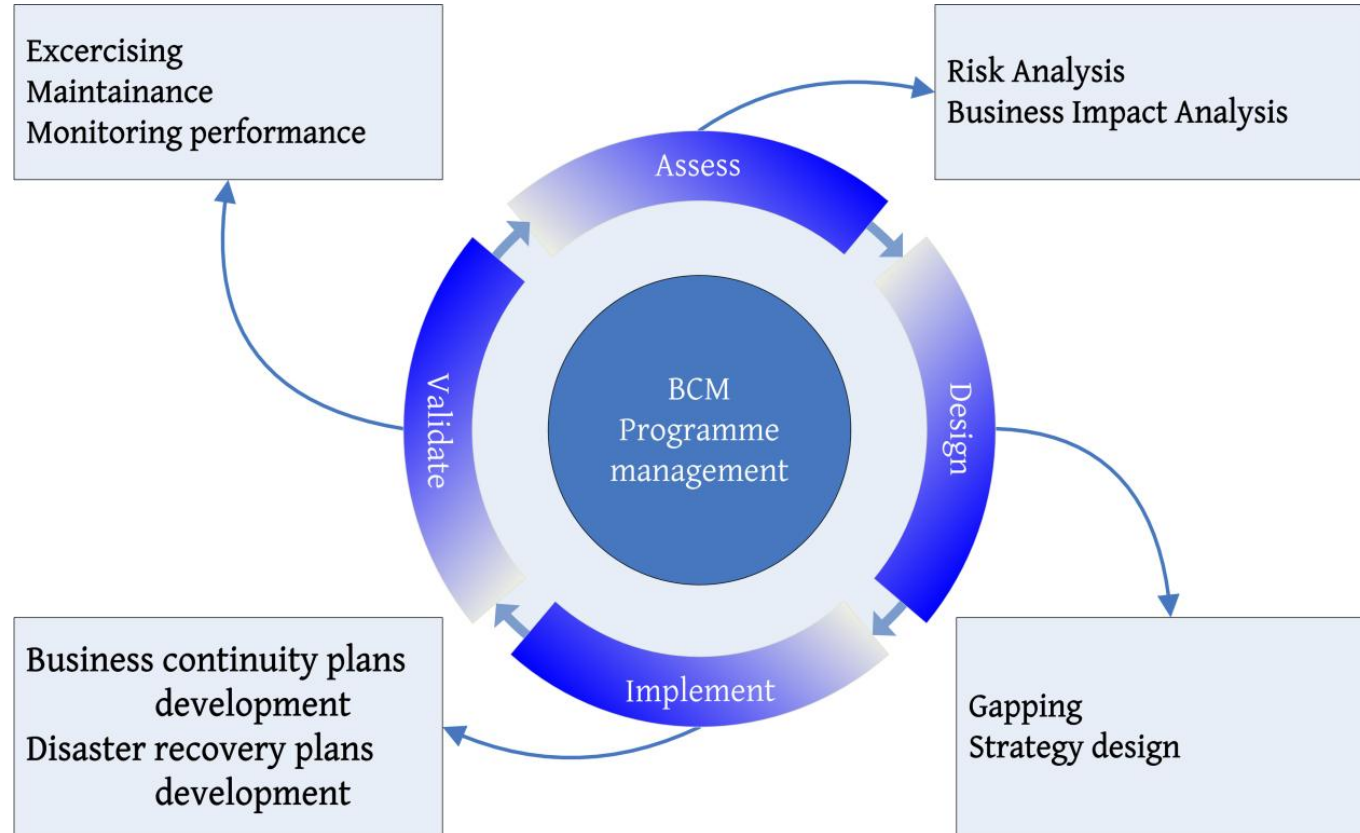 Excercising
Maintainance
Monitoring performance
Risk Analysis
Business Impact Analysis
Assess
Design
Validate
BCM
Programme
management
Implement
Business continuity plans
development
Disaster recovery plans
development
Gapping
Strategy design